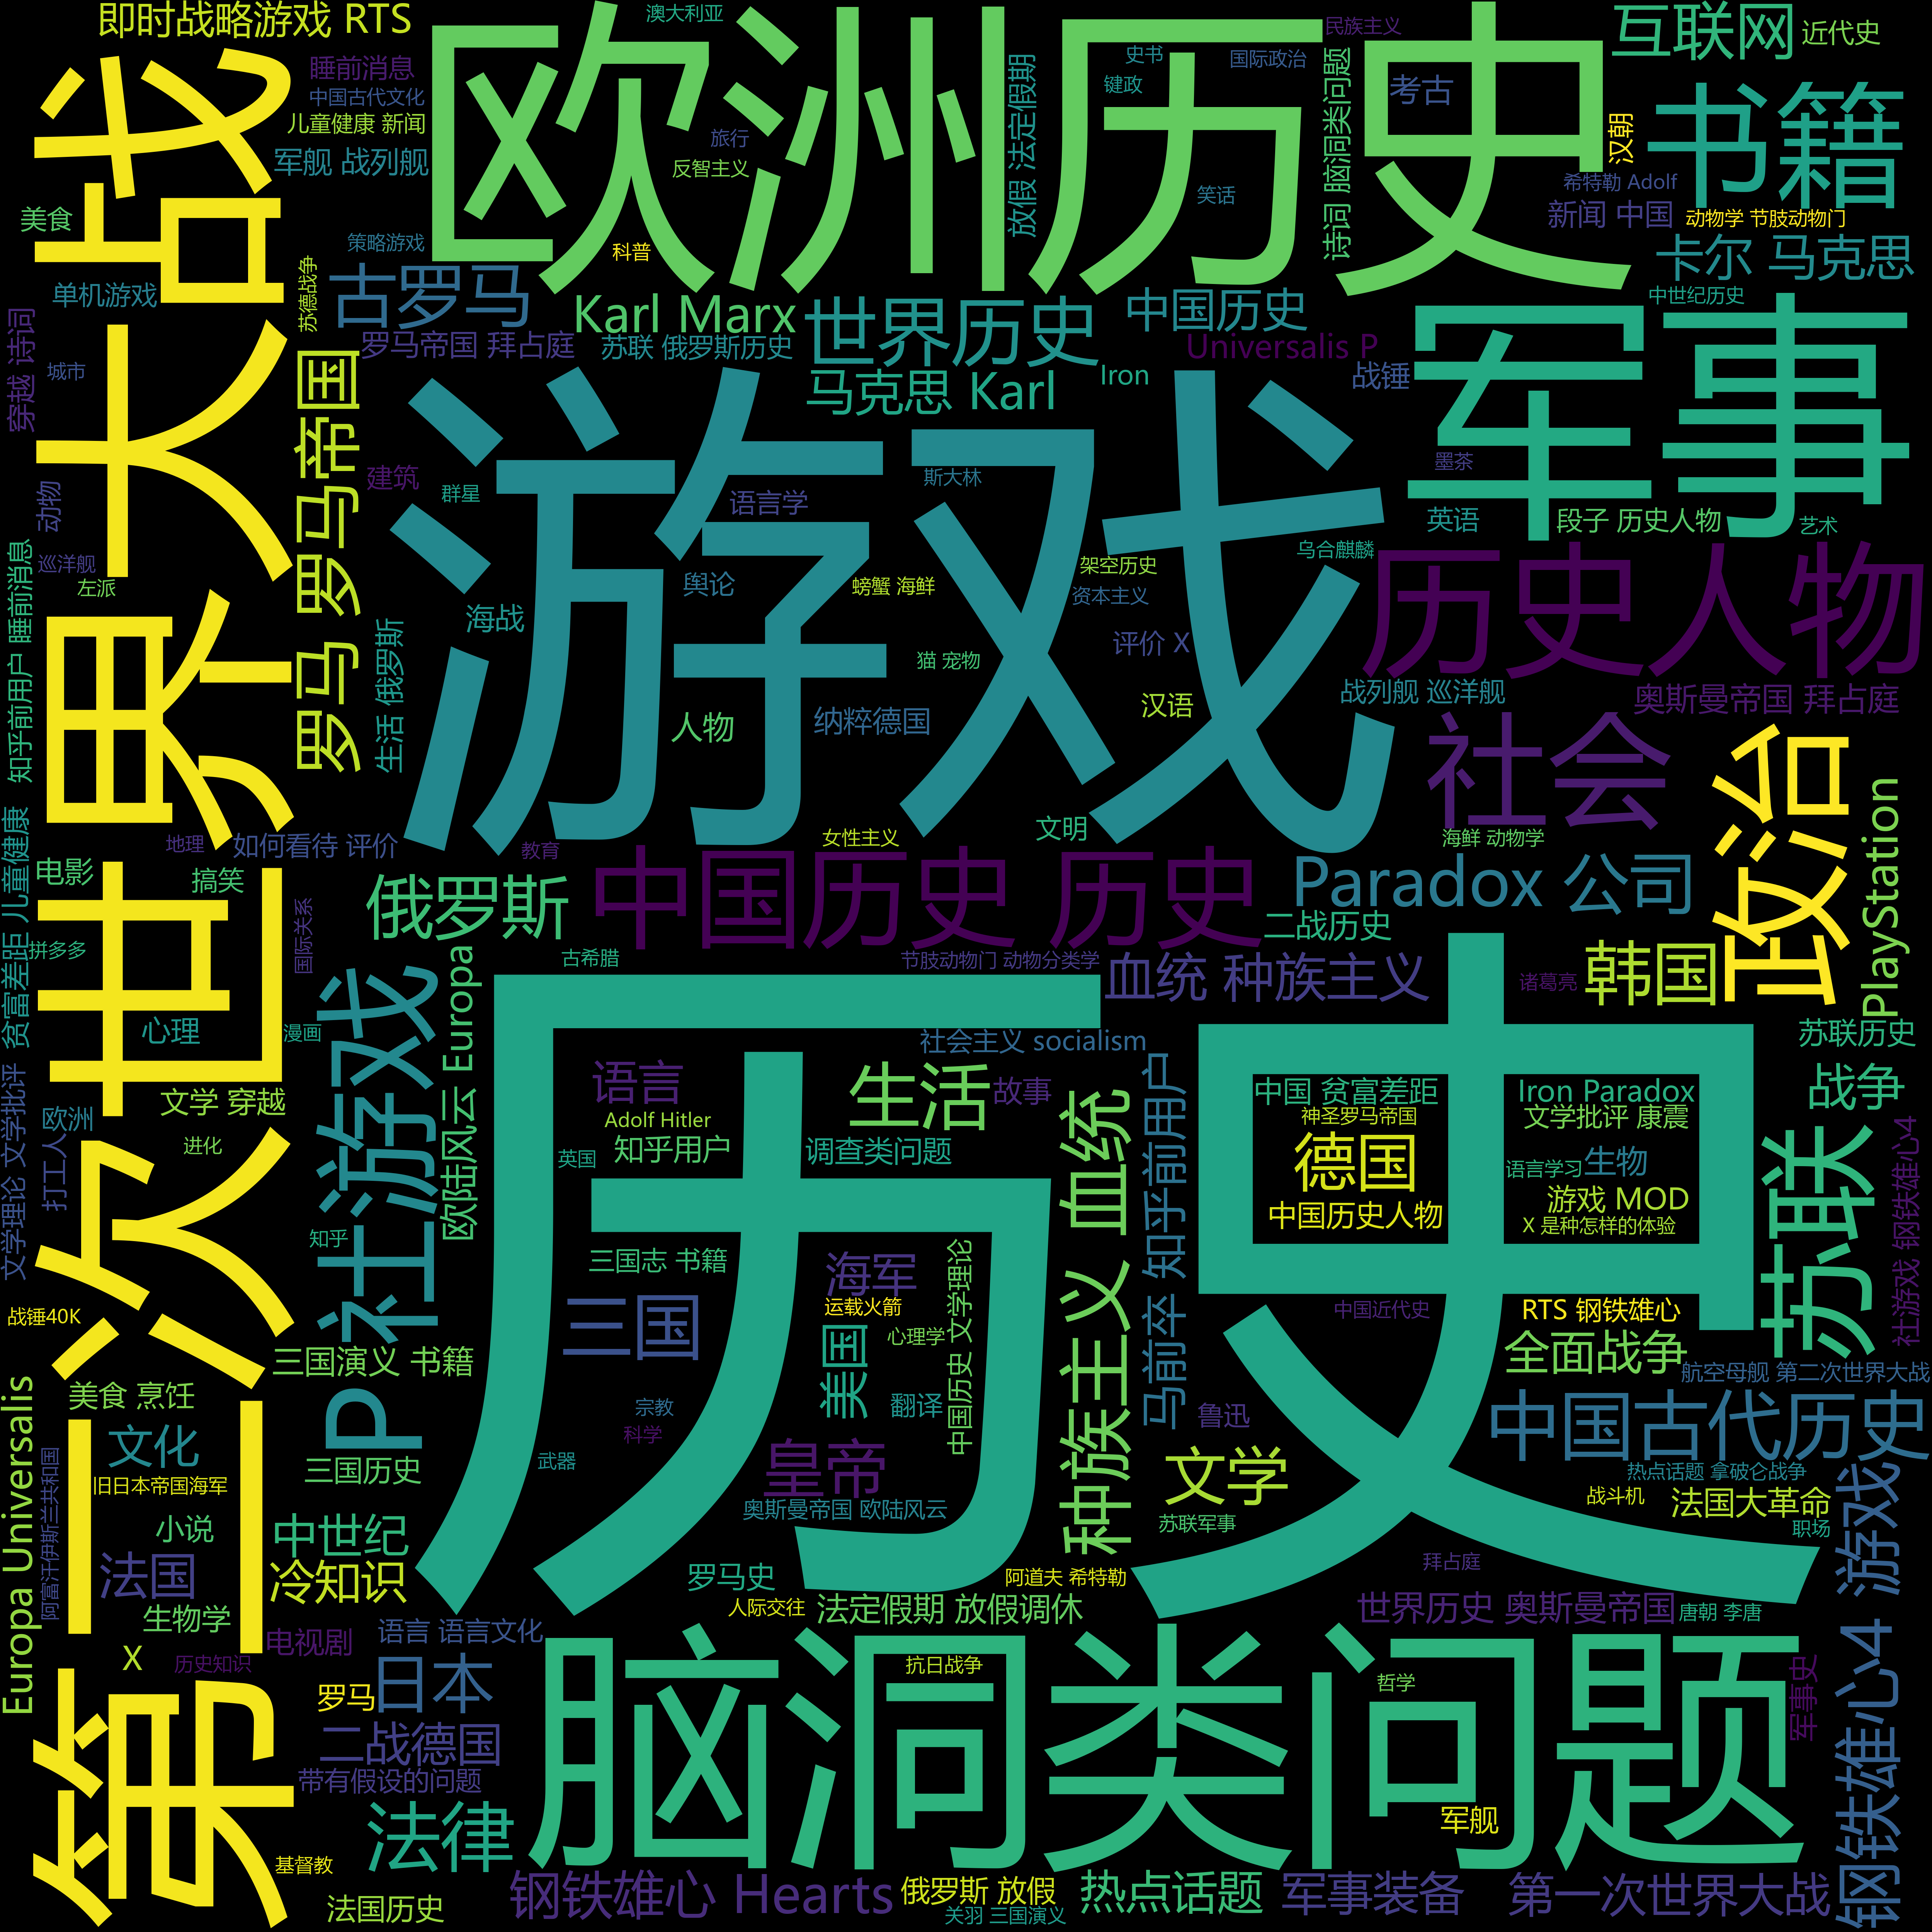 即时战略游戏 RTS
澳大利亚
欧洲历史
民族主义
互联网
近代史
睡前消息
中国古代文化
儿童健康 新闻
军舰 战列舰
史书
国际政治
键政
放假 法定假期
诗词 脑洞类问题
考古
汉朝
书籍
旅行
反智主义
笑话
希特勒 Adolf
新闻 中国
动物学 节肢动物门
美食
策略游戏
科普
卡尔 马克思
单机游戏
苏德战争
古罗马
Karl Marx
世界历史
中国历史
中世纪历史
军事
穿越 诗词
城市
罗马帝国 拜占庭
苏联 俄罗斯历史
Universalis P
马克思 Karl
Iron
战锤
罗马 罗马帝国
游戏
第二次世界大战
建筑
群星
语言学
斯大林
墨茶
动物
英语
段子 历史人物
艺术
知乎前用户 睡前消息
巡洋舰
左派
舆论
螃蟹 海鲜
架空历史
乌合麒麟
资本主义
历史人物
海战
生活 俄罗斯
猫 宠物
评价 X
战列舰 巡洋舰
奥斯曼帝国 拜占庭
人物
纳粹德国
汉语
社会
政治
PlayStation
贫富差距 儿童健康
地理
如何看待 评价
教育
女性主义
文明
海鲜 动物学
电影
搞笑
俄罗斯
中国历史 历史
Paradox 公司
二战历史
拼多多
国际关系
古希腊
节肢动物门 动物分类学
血统 种族主义
诸葛亮
韩国
P社游戏
欧陆风云 Europa
心理
漫画
历史
社会主义 socialism
苏联历史
文学理论 文学批评
欧洲
打工人
文学 穿越
进化
语言
生活
故事
中国 贫富差距
Iron Paradox
战争
Adolf Hitler
神圣罗马帝国
文学批评 康震
社游戏 钢铁雄心4
知乎用户
英国
调查类问题
种族主义 血统
马前卒 知乎前用户
德国
语言学习
生物
苏联
游戏 MOD
中国历史人物
X 是种怎样的体验
知乎
三国志 书籍
海军
中国历史 文学理论
战锤40K
三国
运载火箭
心理学
中国近代史
RTS 钢铁雄心
三国演义 书籍
美国
全面战争
航空母舰 第二次世界大战
Europa Universalis
美食 烹饪
宗教
翻译
鲁迅
中国古代历史
文化
科学
阿富汗伊斯兰共和国
旧日本帝国海军
三国历史
武器
皇帝
文学
热点话题 拿破仑战争
钢铁雄心4 游戏
小说
中世纪
奥斯曼帝国 欧陆风云
苏联军事
战斗机
法国大革命
职场
法国
冷知识
罗马史
阿道夫 希特勒
拜占庭
生物学
人际交往
法定假期 放假调休
世界历史 奥斯曼帝国
唐朝 李唐
X
电视剧
语言 语言文化
历史知识
罗马
日本
脑洞类问题
抗日战争
哲学
军事史
二战德国
带有假设的问题
法律
军舰
基督教
法国历史
钢铁雄心 Hearts
俄罗斯 放假
关羽 三国演义
热点话题
军事装备
第一次世界大战